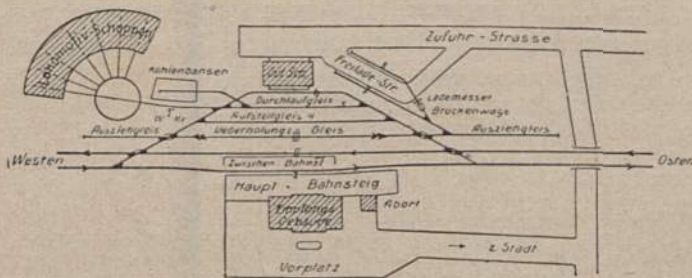 Lokomotiv-Schuppen
Kohlenbansen
Güt. Sch.
Zufuhr-Strasse
Freilade-Str.
Lademesser
Brückenwage
Durchlaufgleis
Aufstellgleis
Ausziehgleis
Ueberholungs Gleis
Ausziehgleis
Westen
Osten
Zwischen-Bahnst.
Haupt-Bahnsteig
Empfangs
Gebäude
Abort
z. Stadt
Vorplatz